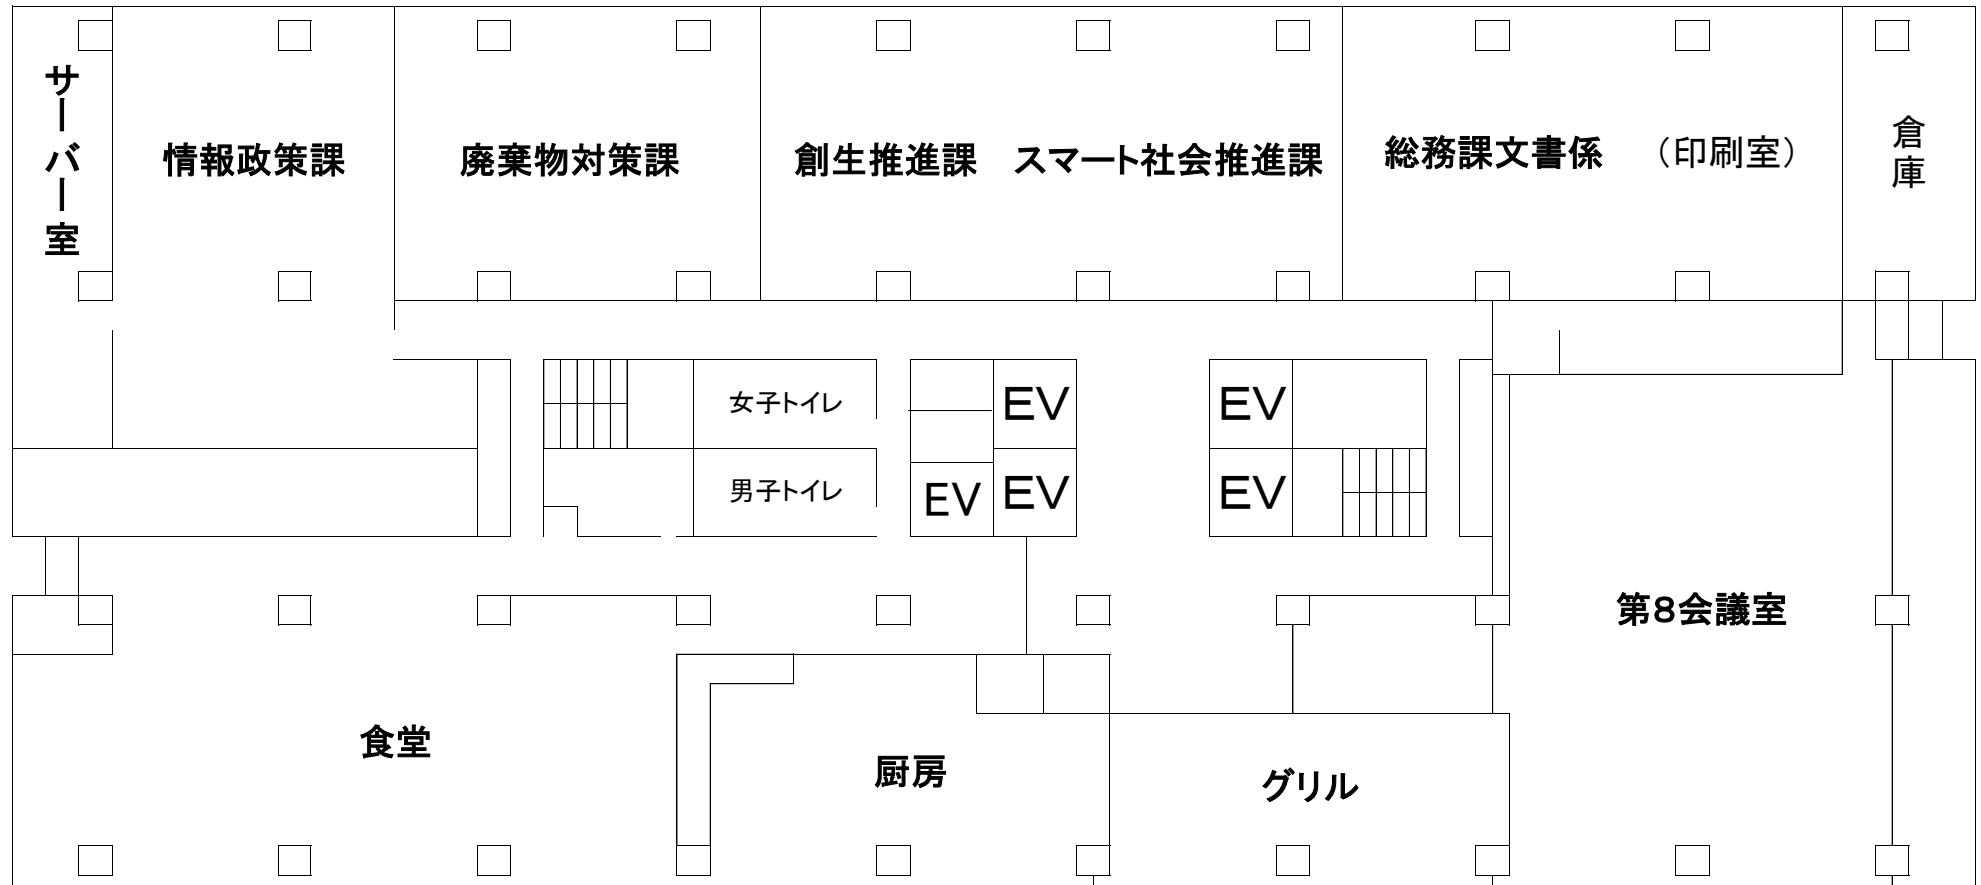 サーバー室
情報政策課
廃棄物対策課
創生推進課　スマート社会推進課
総務課文書係　（印刷室）
倉庫
女子トイレ
EV
EV
男子トイレ
EV
EV
EV
第8会議室
食堂
厨房
グリル